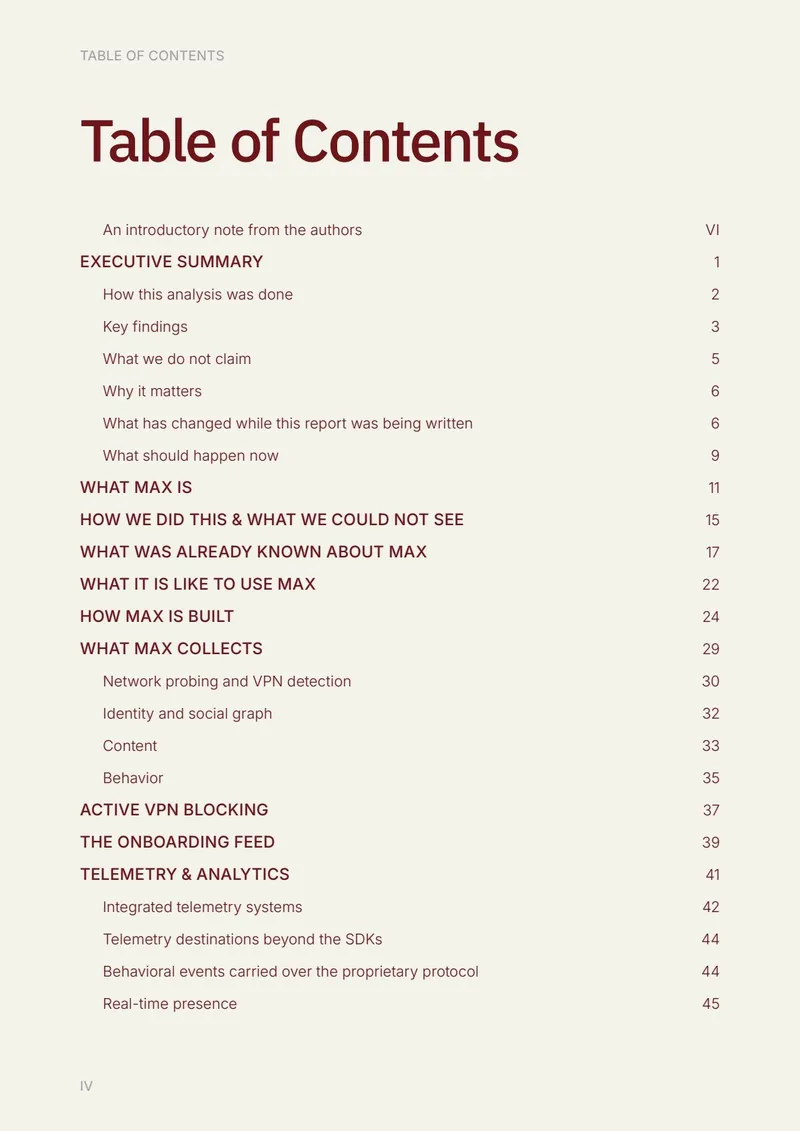 TABLE OF CONTENTS
Table of Contents
An introductory note from the authors VI
EXECUTIVE SUMMARY 1
How this analysis was done 2
Key findings 3
What we do not claim 5
Why it matters 6
What has changed while this report was being written 6
What should happen now 9
WHAT MAX IS 11
HOW WE DID THIS & WHAT WE COULD NOT SEE 15
WHAT WAS ALREADY KNOWN ABOUT MAX 17
WHAT IT IS LIKE TO USE MAX 22
HOW MAX IS BUILT 24
WHAT MAX COLLECTS 29
Network probing and VPN detection 30
Identity and social graph 32
Content 33
Behavior 35
ACTIVE VPN BLOCKING 37
THE ONBOARDING FEED 39
TELEMETRY & ANALYTICS 41
Integrated telemetry systems 42
Telemetry destinations beyond the SDKs 44
Behavioral events carried over the proprietary protocol 44
Real-time presence 45
IV